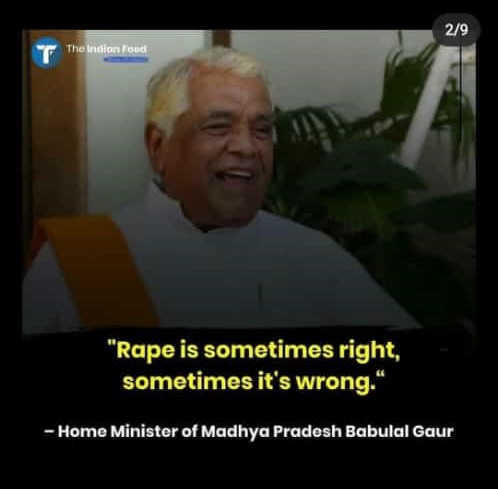 2/9
The Indian Feed
"Rape is sometimes right,
sometimes it's wrong.“
– Home Minister of Madhya Pradesh Babulal Gaur